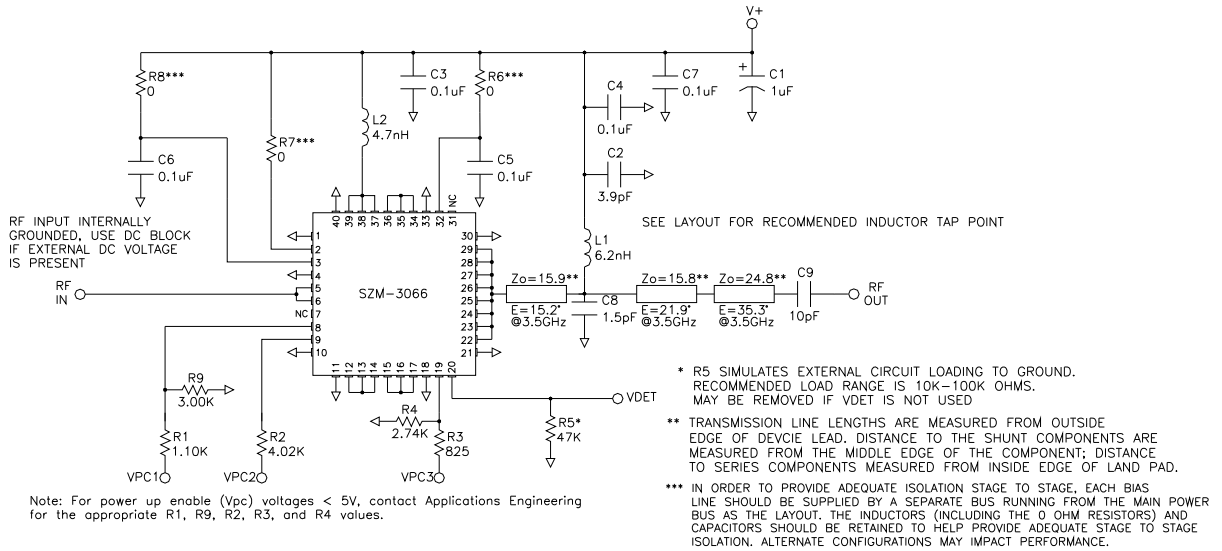 V+
R8***
0
C3
0.1uF
R6***
0
C7
0.1uF
+
C1
1uF
C4
0.1uF
L2
4.7nH
R7***
0
C6
0.1uF
C5
0.1uF
C2
3.9pF
RF INPUT INTERNALLY
GROUNDED, USE DC BLOCK
IF EXTERNAL DC VOLTAGE
IS PRESENT
SEE LAYOUT FOR RECOMMENDED INDUCTOR TAP POINT
40 39 38 37 36 35 34 33 32 31 NC
1
2
3
4
5
6
NC 7
8
9
10
30
29
28
27
26
25
24
23
22
21
11 12 13 14 15 16 17 18 19 20
SZM-3066
RF
IN
L1
6.2nH
Zo=15.9**
E=15.2°
@3.5GHz
C8
1.5pF
Zo=15.8**
E=21.9°
@3.5GHz
Zo=24.8**
E=35.3°
@3.5GHz
C9
10pF
RF
OUT
R9
3.00K
R1
1.10K
R2
4.02K
R4
2.74K
R3
825
R5*
47K
VDET
VPC1
VPC2
VPC3
* R5 SIMULATES EXTERNAL CIRCUIT LOADING TO GROUND.
RECOMMENDED LOAD RANGE IS 10K-100K OHMS.
MAY BE REMOVED IF VDET IS NOT USED
** TRANSMISSION LINE LENGTHS ARE MEASURED FROM OUTSIDE
EDGE OF DEVCIE LEAD. DISTANCE TO THE SHUNT COMPONENTS ARE
MEASURED FROM THE MIDDLE EDGE OF THE COMPONENT; DISTANCE
TO SERIES COMPONENTS MEASURED FROM INSIDE EDGE OF LAND PAD.
*** IN ORDER TO PROVIDE ADEQUATE ISOLATION STAGE TO STAGE, EACH BIAS
LINE SHOULD BE SUPPLIED BY A SEPARATE BUS RUNNING FROM THE MAIN POWER
BUS AS THE LAYOUT. THE INDUCTORS (INCLUDING THE 0 OHM RESISTORS) AND
CAPACITORS SHOULD BE RETAINED TO HELP PROVIDE ADEQUATE STAGE TO STAGE
ISOLATION. ALTERNATE CONFIGURATIONS MAY IMPACT PERFORMANCE.
Note: For power up enable (Vpc) voltages < 5V, contact Applications Engineering
for the appropriate R1, R9, R2, R3, and R4 values.